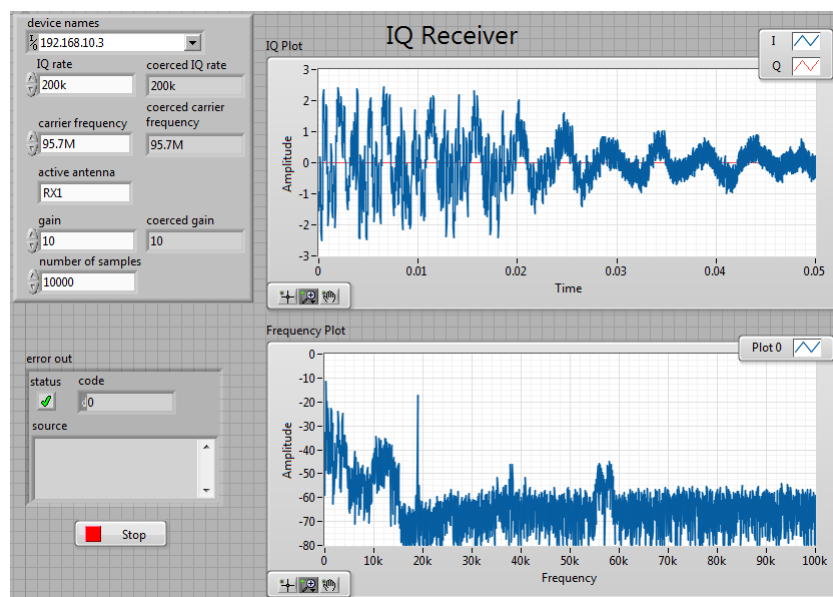 device names
192.168.10.3
IQ rate
200k
coerced IQ rate
200k
carrier frequency
95.7M
coerced carrier
frequency
95.7M
active antenna
RX1
gain
10
coerced gain
10
number of samples
10000
IQ Receiver
IQ Plot
I
Q
Amplitude
3
2
1
0
-1
-2
-3
0
0.01
0.02
0.03
0.04
0.05
Time
error out
status
code
0
source
Stop
Frequency Plot
Plot 0
Amplitude
0
-10
-20
-30
-40
-50
-60
-70
-80
0
10k
20k
30k
40k
50k
60k
70k
80k
90k
100k
Frequency